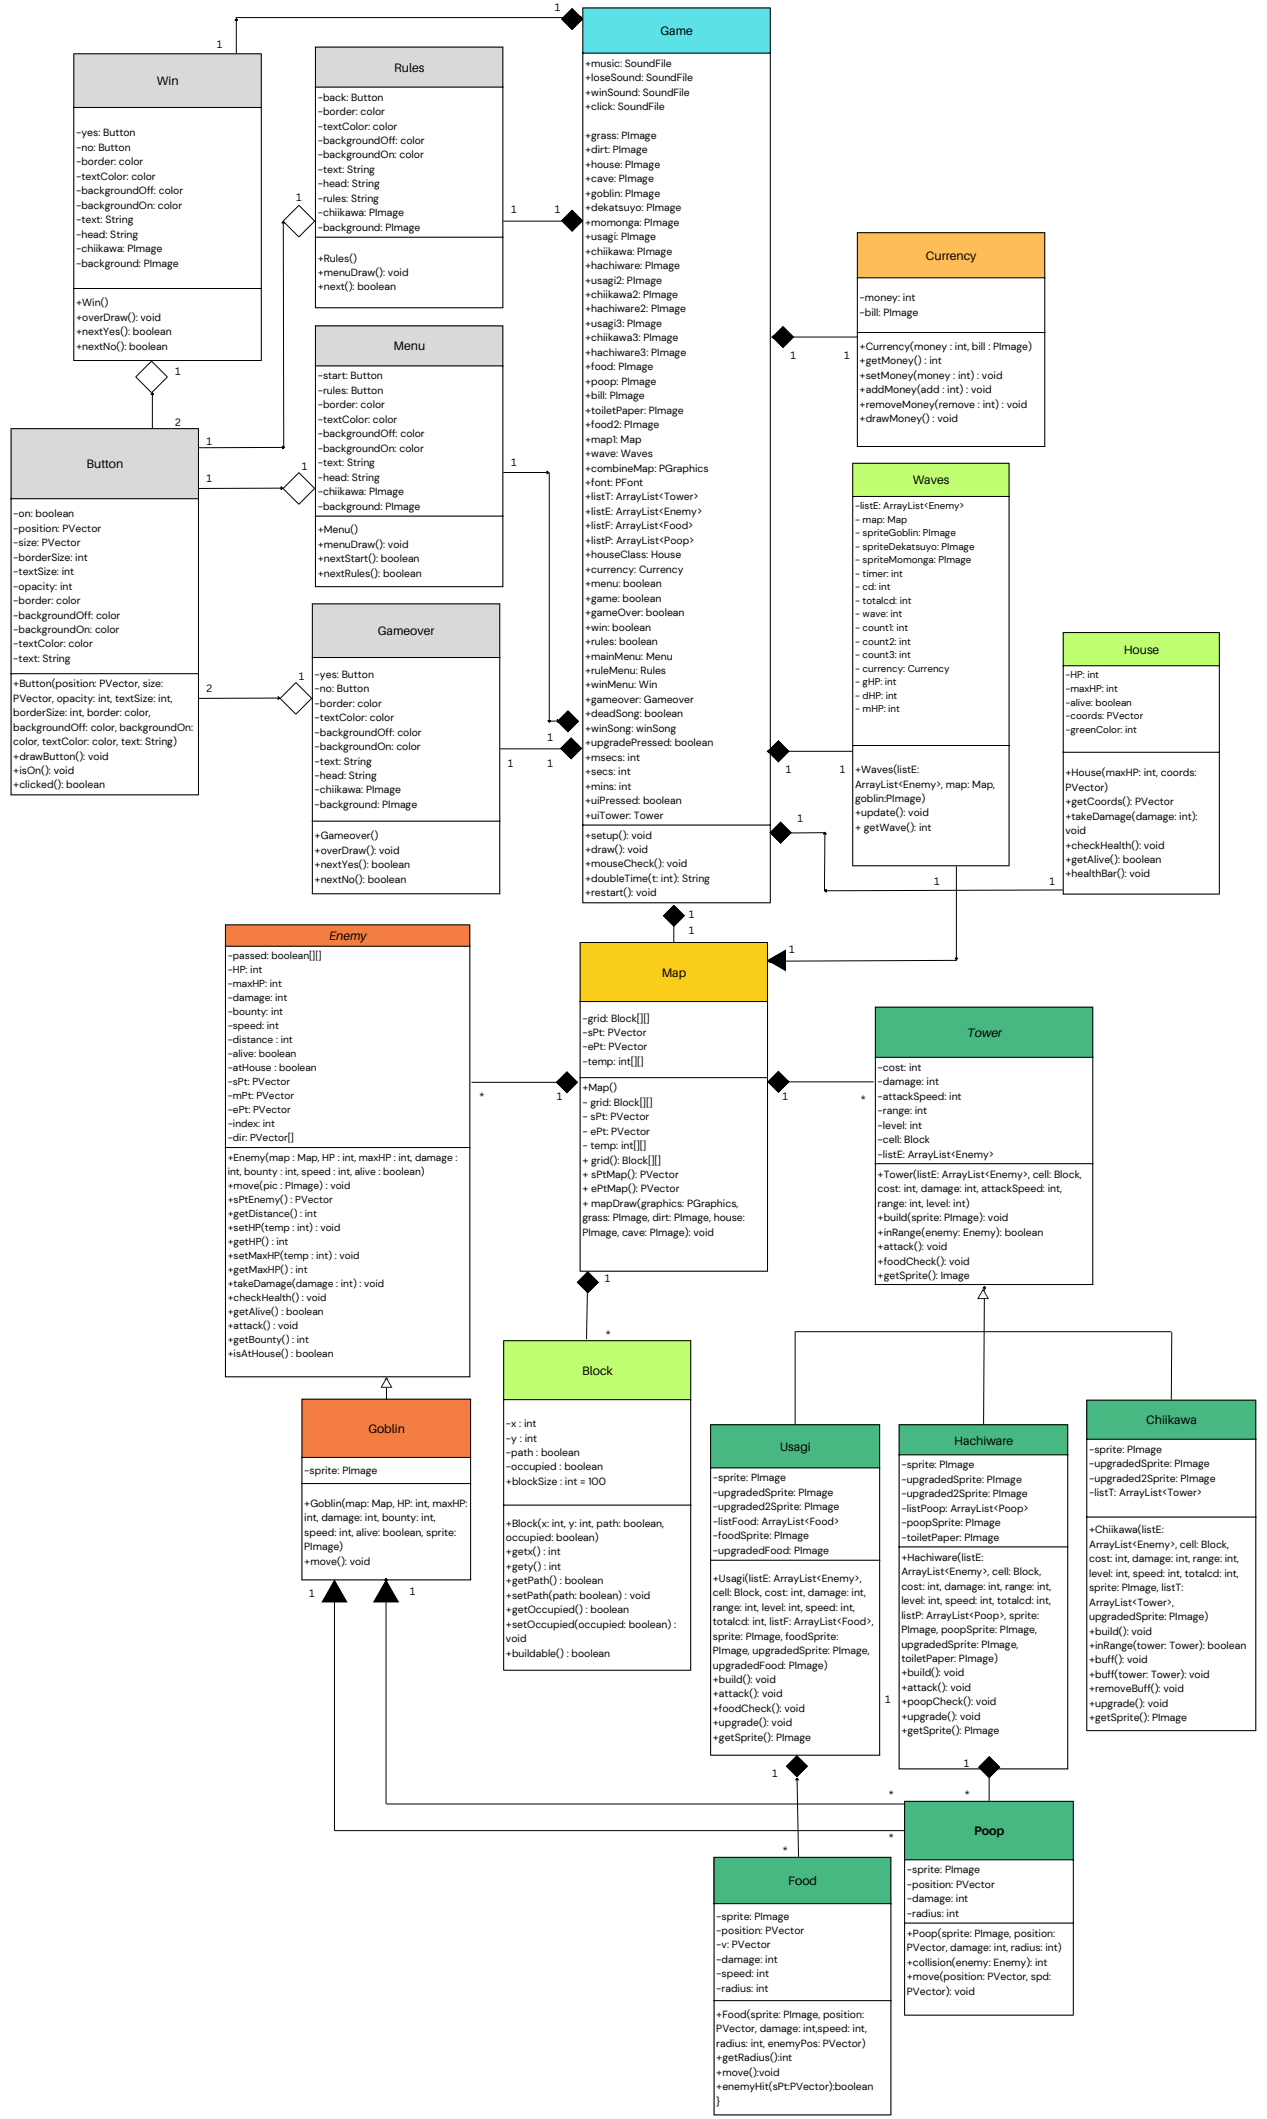 Game
+music: SoundFile
+loseSound: SoundFile
+winSound: SoundFile
+click: SoundFile
+grass: PImage
+dirt: PImage
+house: PImage
+cave: PImage
+goblin: PImage
+dekatsuyo: PImage
+momonga: PImage
+usagi: PImage
+chiikawa: PImage
+hachiware: PImage
+usagi2: PImage
+chiikawa2: PImage
+hachiware2: PImage
+usagi3: PImage
+chiikawa3: PImage
+hachiware3: PImage
+food: PImage
+poop: PImage
+bill: PImage
+toiletPaper: PImage
+food2: PImage
+map1: Map
+wave: Waves
+combineMap: PGraphics
+font: PFont
+listT: ArrayList<Tower>
+listE: ArrayList<Enemy>
+listF: ArrayList<Food>
+listP: ArrayList<Poop>
+houseClass: House
+currency: Currency
+menu: boolean
+game: boolean
+gameOver: boolean
+win: boolean
+rules: boolean
+mainMenu: Menu
+ruleMenu: Rules
+winMenu: Win
+gameover: Gameover
+deadSong: boolean
+winSong: winSong
+upgradePressed: boolean
+msecs: int
+secs: int
+mins: int
+uiPressed: boolean
+uiTower: Tower
+setup(): void
+draw(): void
+mouseCheck(): void
+doubleTime(t: int): String
+restart(): void
1
1
Win
-yes: Button
-no: Button
-border: color
-textColor: color
-backgroundOff: color
-backgroundOn: color
-text: String
-head: String
-chiikawa: PImage
-background: PImage
+Win()
+overDraw(): void
+nextYes(): boolean
+nextNo(): boolean
1
2
Rules
-back: Button
-border: color
-textColor: color
-backgroundOff: color
-backgroundOn: color
-text: String
-head: String
-rules: String
-chiikawa: PImage
-background: PImage
+Rules()
+menuDraw(): void
+next(): boolean
1
1
1
1
Menu
-start: Button
-rules: Button
-border: color
-textColor: color
-backgroundOff: color
-backgroundOn: color
-text: String
-head: String
-chiikawa: PImage
-background: PImage
+Menu()
+menuDraw(): void
+nextStart(): boolean
+nextRules(): boolean
1
1
1
1
Button
-on: boolean
-position: PVector
-size: PVector
-borderSize: int
-textSize: int
-opacity: int
-border: color
-backgroundOff: color
-backgroundOn: color
-textColor: color
-text: String
+Button(position: PVector, size:
PVector, opacity: int, textSize: int,
borderSize: int, border: color,
backgroundOff: color, backgroundOn:
color, textColor: color, text: String)
+drawButton(): void
+isOn(): void
+clicked(): boolean
2
1
Gameover
-yes: Button
-no: Button
-border: color
-textColor: color
-backgroundOff: color
-backgroundOn: color
-text: String
-head: String
-chiikawa: PImage
-background: PImage
+Gameover()
+overDraw(): void
+nextYes(): boolean
+nextNo(): boolean
1
1
Currency
-money: int
-bill: PImage
+Currency(money : int, bill : PImage)
+getMoney() : int
+setMoney(money : int) : void
+addMoney(add : int) : void
+removeMoney(remove : int) : void
+drawMoney() : void
1
1
Waves
-listE: ArrayList<Enemy>
- map: Map
- spriteGoblin: PImage
- spriteDekatsuyo: PImage
- spriteMomonga: PImage
- timer: int
- cd: int
- totalcd: int
- wave: int
- count1: int
- count2: int
- count3: int
- currency: Currency
- gHP: int
- dHP: int
- mHP: int
+Waves(listE:
ArrayList<Enemy>, map: Map,
goblin:PImage)
+update(): void
+ getWave(): int
1
1
House
-HP: int
-maxHP: int
-alive: boolean
-coords: PVector
-greenColor: int
+House(maxHP: int, coords:
PVector)
+getCoords(): PVector
+takeDamage(damage: int):
void
+checkHealth(): void
+getAlive(): boolean
+healthBar(): void
1
1
1
1
1
1
Map
-grid: Block[][]
-sPt: PVector
-ePt: PVector
-temp: int[][]
+Map()
- grid: Block[][]
- sPt: PVector
- ePt: PVector
- temp: int[][]
+ grid(): Block[][]
+ sPtMap(): PVector
+ ePtMap(): PVector
+ mapDraw(graphics: PGraphics,
grass: PImage, dirt: PImage, house:
PImage, cave: PImage): void
Enemy
-passed: boolean[][]
-HP: int
-maxHP: int
-damage: int
-bounty: int
-speed: int
-distance : int
-alive: boolean
-atHouse : boolean
-sPt: PVector
-mPt: PVector
-ePt: PVector
-index: int
-dir: PVector[]
+Enemy(map : Map, HP : int, maxHP : int, damage :
int, bounty : int, speed : int, alive : boolean)
+move(pic : PImage) : void
+sPtEnemy() : PVector
+getDistance() : int
+setHP(temp : int) : void
+getHP() : int
+setMaxHP(temp : int) : void
+getMaxHP() : int
+takeDamage(damage : int) : void
+checkHealth() : void
+getAlive() : boolean
+attack() : void
+getBounty() : int
+isAtHouse() : boolean
*
1
1
*
Tower
-cost: int
-damage: int
-attackSpeed: int
-range: int
-level: int
-cell: Block
-listE: ArrayList<Enemy>
+Tower(listE: ArrayList<Enemy>, cell: Block,
cost: int, damage: int, attackSpeed: int,
range: int, level: int)
+build(sprite: PImage): void
+inRange(enemy: Enemy): boolean
+attack(): void
+foodCheck(): void
+getSprite(): Image
1
*
Block
-x : int
-y : int
-path : boolean
-occupied : boolean
+blockSize : int = 100
+Block(x: int, y: int, path: boolean,
occupied: boolean)
+getx() : int
+gety() : int
+getPath() : boolean
+setPath(path: boolean) : void
+getOccupied() : boolean
+setOccupied(occupied: boolean) :
void
+buildable() : boolean
Goblin
-sprite: PImage
+Goblin(map: Map, HP: int, maxHP:
int, damage: int, bounty: int,
speed: int, alive: boolean, sprite:
PImage)
+move(): void
1
1
Usagi
-sprite: PImage
-upgradedSprite: PImage
-upgraded2Sprite: PImage
-listFood: ArrayList<Food>
-foodSprite: PImage
-upgradedFood: PImage
+Usagi(listE: ArrayList<Enemy>,
cell: Block, cost: int, damage: int,
range: int, level: int, speed: int,
totalcd: int, listF: ArrayList<Food>,
sprite: PImage, foodSprite:
PImage, upgradedSprite: PImage,
upgradedFood: PImage)
+build(): void
+attack(): void
+foodCheck(): void
+upgrade(): void
+getSprite(): PImage
1
Hachiware
-sprite: PImage
-upgradedSprite: PImage
-upgraded2Sprite: PImage
-listPoop: ArrayList<Poop>
-poopSprite: PImage
-toiletPaper: PImage
+Hachiware(listE:
ArrayList<Enemy>, cell: Block,
cost: int, damage: int, range: int,
level: int, speed: int, totalcd: int,
listP: ArrayList<Poop>, sprite:
PImage, poopSprite: PImage,
upgradedSprite: PImage,
toiletPaper: PImage)
+build(): void
+attack(): void
+poopCheck(): void
+upgrade(): void
+getSprite(): PImage
Chiikawa
-sprite: PImage
-upgradedSprite: PImage
-upgraded2Sprite: PImage
-listT: ArrayList<Tower>
+Chiikawa(listE:
ArrayList<Enemy>, cell: Block,
cost: int, damage: int, range: int,
level: int, speed: int, totalcd: int,
sprite: PImage, listT:
ArrayList<Tower>,
upgradedSprite: PImage)
+build(): void
+inRange(tower: Tower): boolean
+buff(): void
+buff(tower: Tower): void
+removeBuff(): void
+upgrade(): void
+getSprite(): PImage
1
1
*
*
*
*
Poop
-sprite: PImage
-position: PVector
-damage: int
-radius: int
+Poop(sprite: PImage, position:
PVector, damage: int, radius: int)
+collision(enemy: Enemy): int
+move(position: PVector, spd:
PVector): void
Food
-sprite: PImage
-position: PVector
-v: PVector
-damage: int
-speed: int
-radius: int
+Food(sprite: PImage, position:
PVector, damage: int,speed: int,
radius: int, enemyPos: PVector)
+getRadius():int
+move():void
+enemyHit(sPt:PVector):boolean
}